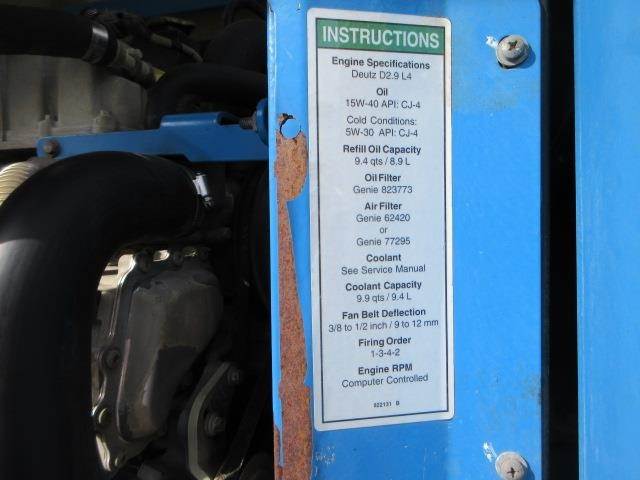 INSTRUCTIONS
Engine Specifications
Deutz D2.9 L4
Oil
15W-40 API: CJ-4
Cold Conditions:
5W-30 API: CJ-4
Refill Oil Capacity
9.4 qts / 8.9 L
Oil Filter
Genie 823773
Air Filter
Genie 62420
or
Genie 77295
Coolant
See Service Manual
Coolant Capacity
9.9 qts / 9.4 L
Fan Belt Deflection
3/8 to 1/2 inch / 9 to 12 mm
Firing Order
1-3-4-2
Engine RPM
Computer Controlled
822131 B